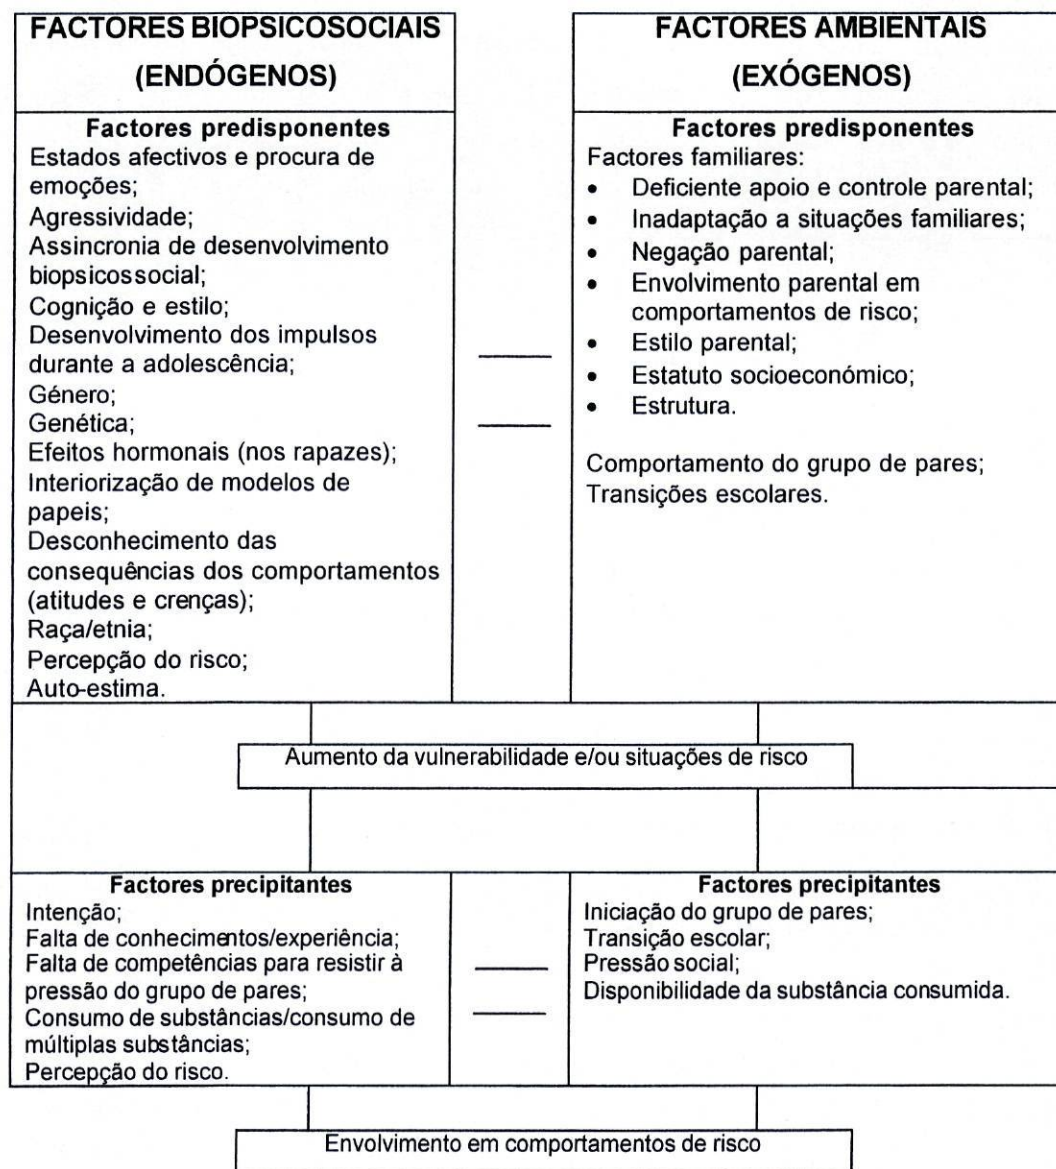 FACTORES BIOPSICOSOCIAIS
(ENDÓGENOS)
FACTORES AMBIENTAIS
(EXÓGENOS)
Factores predisponentes
Estados afectivos e procura de
emoções;
Agressividade;
Assincronia de desenvolvimento
biopsicossocial;
Cognição e estilo;
Desenvolvimento dos impulsos
durante a adolescência;
Género;
Genética;
Efeitos hormonais (nos rapazes);
Interiorização de modelos de
papeis;
Desconhecimento das
consequências dos comportamentos
(atitudes e crenças);
Raça/etnia;
Percepção do risco;
Auto-estima.
Factores predisponentes
Factores familiares:
• Deficiente apoio e controle parental;
• Inadaptação a situações familiares;
• Negação parental;
• Envolvimento parental em
comportamentos de risco;
• Estilo parental;
• Estatuto socioeconómico;
• Estrutura.
Comportamento do grupo de pares;
Transições escolares.
Aumento da vulnerabilidade e/ou situações de risco
Factores precipitantes
Intenção;
Falta de conhecimentos/experiência;
Falta de competências para resistir à
pressão do grupo de pares;
Consumo de substâncias/consumo de
múltiplas substâncias;
Percepção do risco.
Factores precipitantes
Iniciação do grupo de pares;
Transição escolar;
Pressão social;
Disponibilidade da substância consumida.
Envolvimento em comportamentos de risco